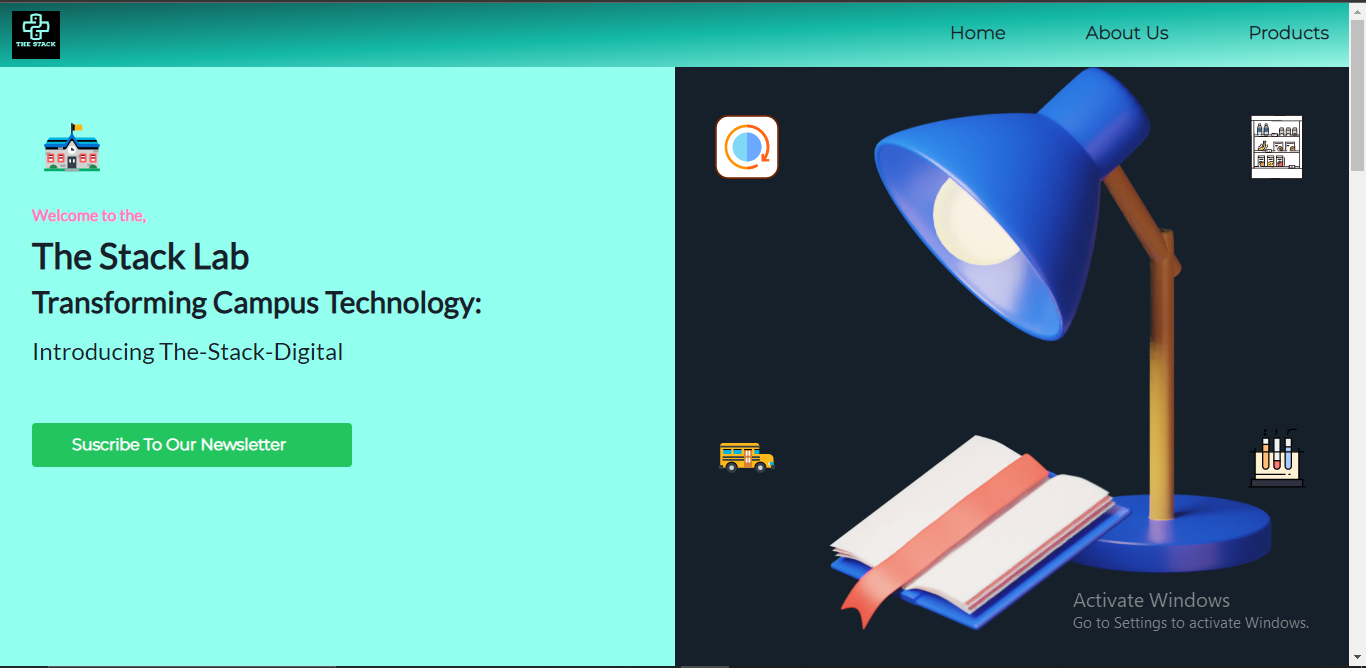 THE STACK
Home
About Us
Products
Welcome to the,
The Stack Lab
Transforming Campus Technology:
Introducing The-Stack-Digital
Suscribe To Our Newsletter
Activate Windows
Go to Settings to activate Windows.